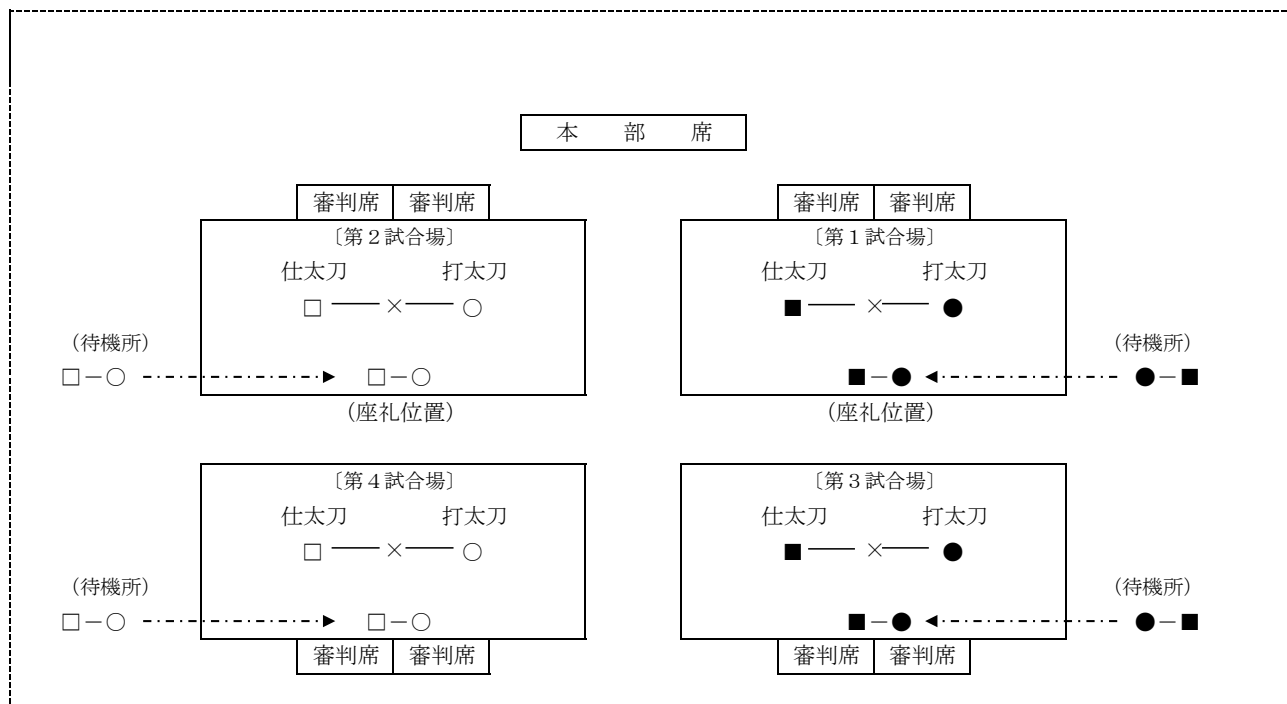 本　部　席
審判席 審判席 審判席 審判席
〔第２試合場〕 〔第１試合場〕
仕太刀 打太刀 仕太刀 打太刀
□ ── × ── ○ ■ ── × ── ●
（待機所） （待機所）
□－○ □－○ ■－● ●－■
（座礼位置） （座礼位置）
〔第４試合場〕 〔第３試合場〕
仕太刀 打太刀 仕太刀 打太刀
□ ── × ── ○ ■ ── × ── ●
（待機所） （待機所）
□－○ □－○ ■－● ●－■
審判席 審判席 審判席 審判席